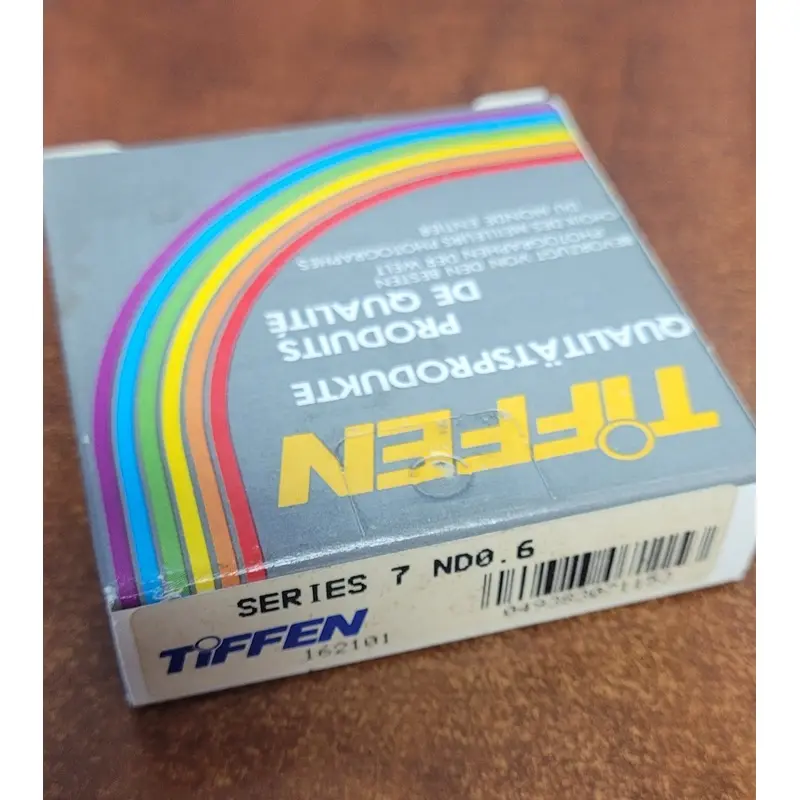 TIFFEN
QUALITÄTSPRODUKTE
PRODUITS
DE QUALITÉ
BEVORZUGT VON DEN BESTEN
PHOTOGRAPHEN DER WELT
CHOIX DES MEILLEURS PHOTOGRAPHES
DU MONDE ENTIER
SERIES 7 ND0.6
TIFFEN
162101